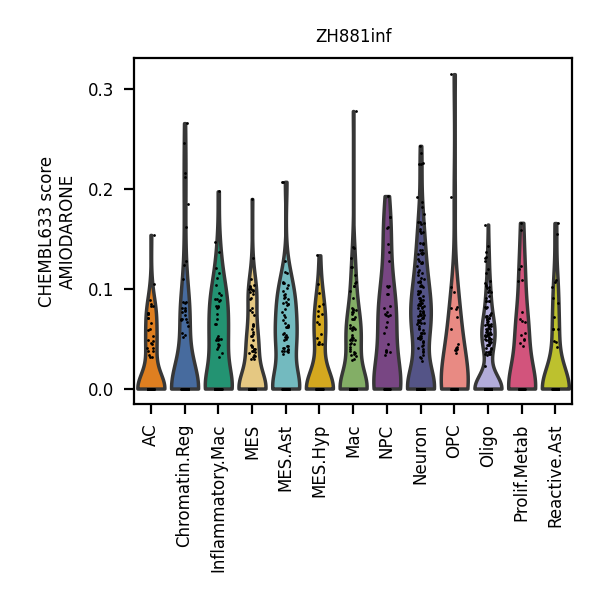 ZH881inf
CHEMBL633 score
AMIODARONE
0.3
0.2
0.1
0.0
AC
Chromatin.Reg
Inflammatory.Mac
MES
MES.Ast
MES.Hyp
Mac
NPC
Neuron
OPC
Oligo
Prolif.Metab
Reactive.Ast